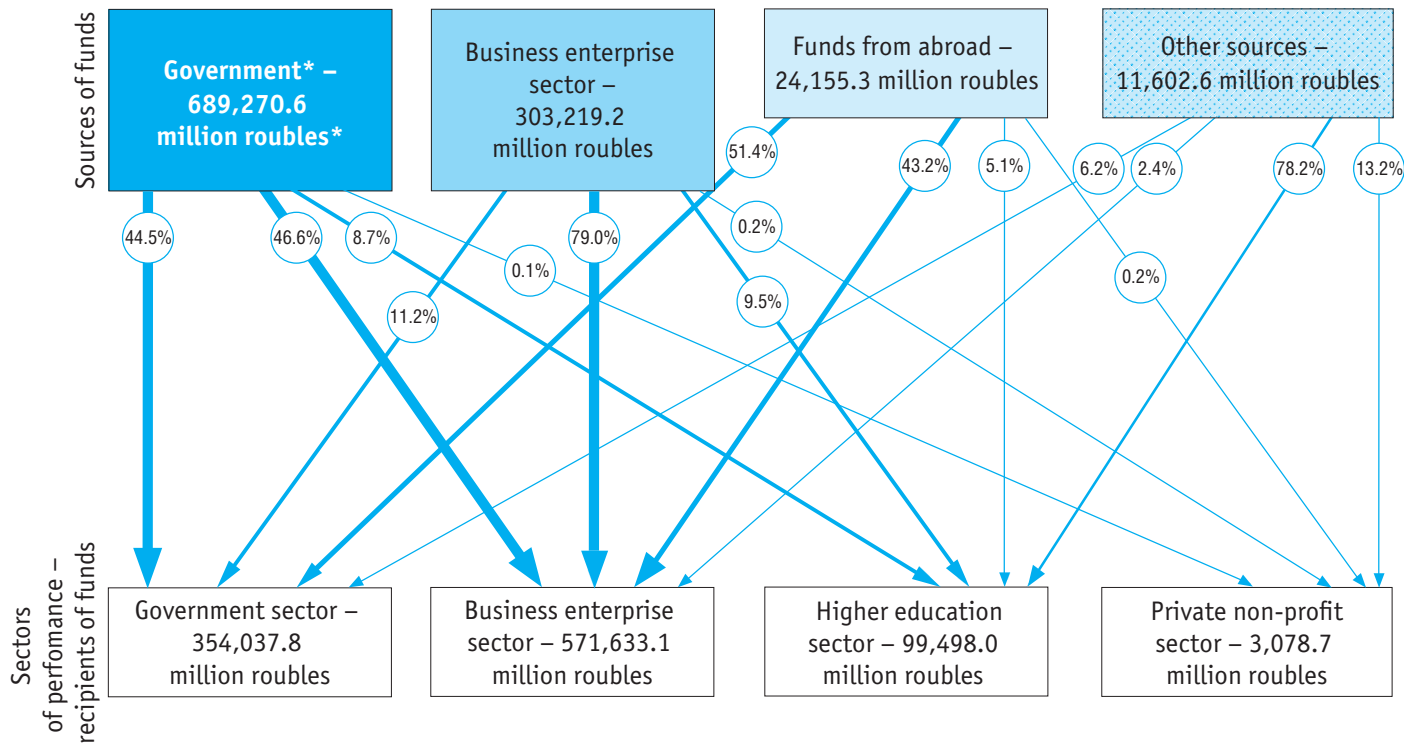 Sources of funds
Government* –
689,270.6
million roubles*
Business enterprise
sector –
303,219.2
million roubles
Funds from abroad –
24,155.3 million roubles
Other sources –
11,602.6 million roubles
51.4%
43.2%
5.1%
6.2%
2.4%
78.2%
13.2%
44.5%
46.6%
8.7%
79.0%
0.2%
0.1%
0.2%
11.2%
9.5%
Sectors
of perfomance –
recipients of funds
Government sector –
354,037.8
million roubles
Business enterprise
sector – 571,633.1
million roubles
Higher education
sector – 99,498.0
million roubles
Private non-profit
sector – 3,078.7
million roubles